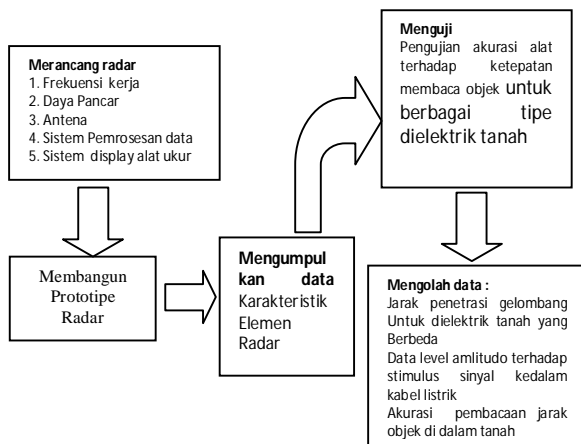 Merancang radar
1. Frekuensi kerja
2. Daya Pancar
3. Antena
4. Sistem Pemrosesan data
5. Sistem display alat ukur
Membangun
Prototipe
Radar
Mengumpul
kan data
Karakteristik
Elemen
Radar
Menguji
Pengujian akurasi alat
terhadap ketepatan
membaca objek untuk
berbagai tipe
dielektrik tanah
Mengolah data :
Jarak penetrasi gelombang
Untuk dielektrik tanah yang
Berbeda
Data level amlitudo terhadap
stimulus sinyal kedalam
kabel listrik
Akurasi pembacaan jarak
objek di dalam tanah